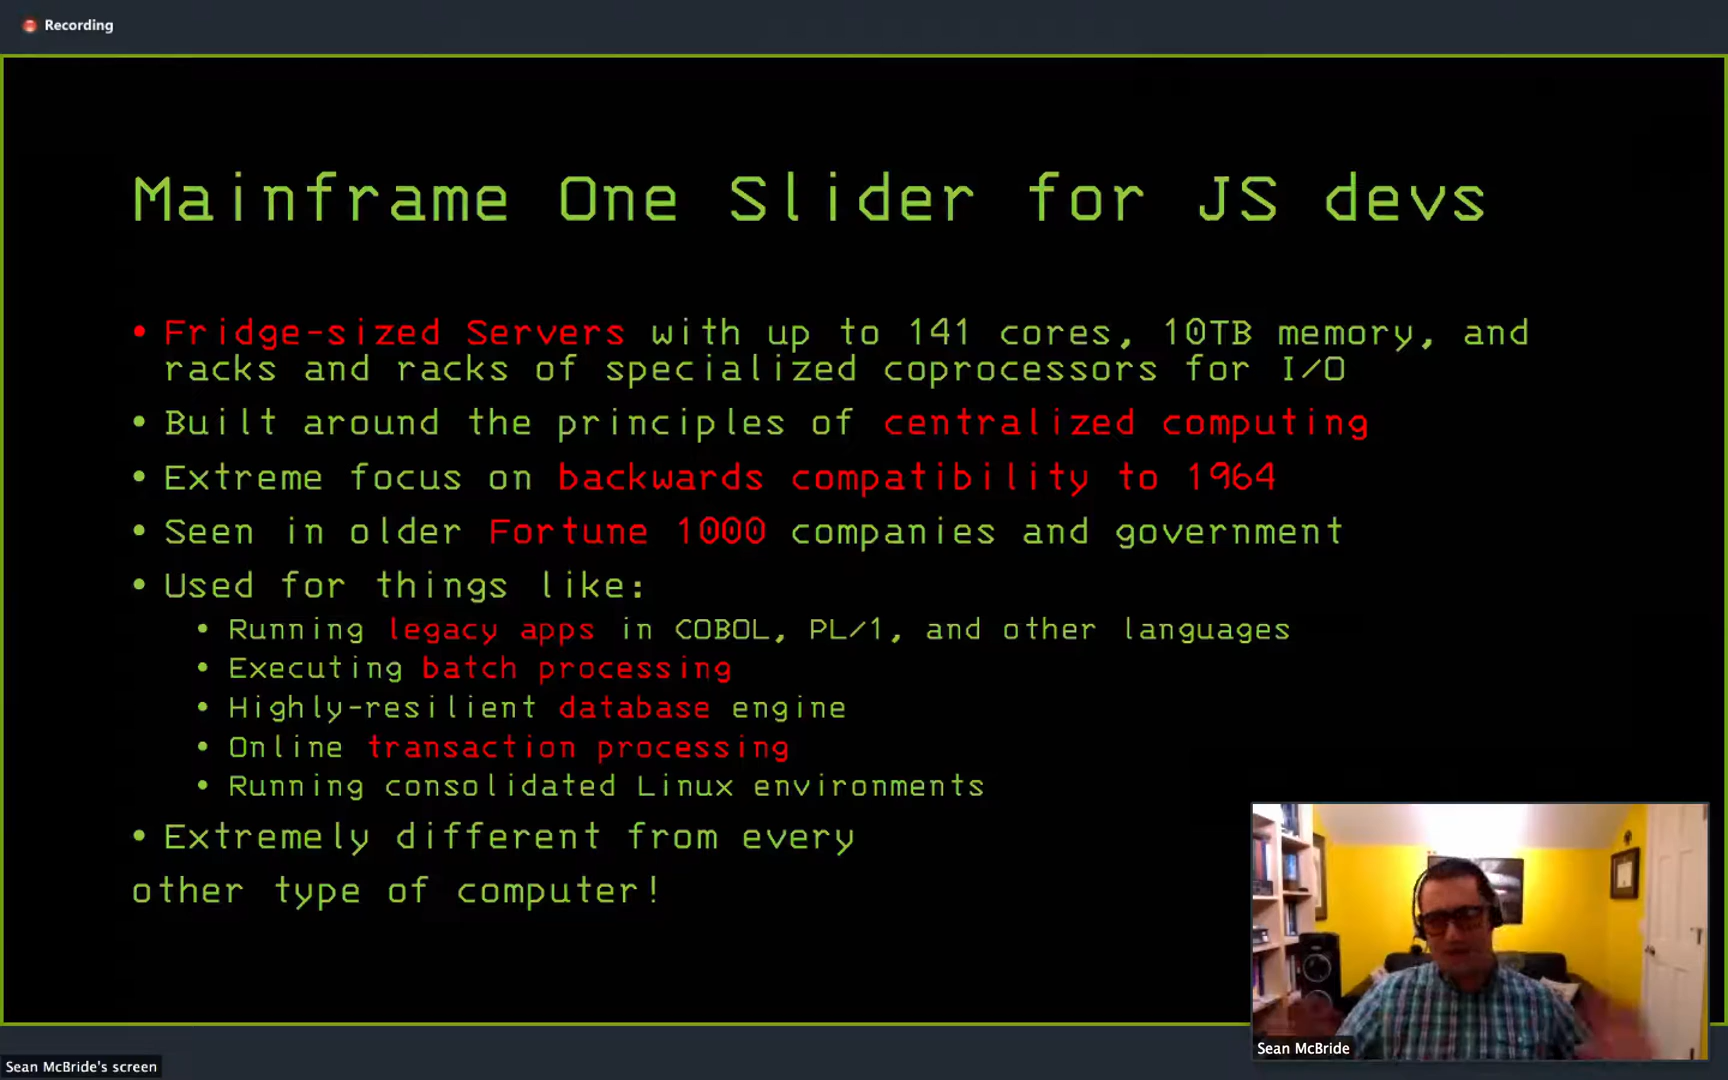 Recording
Mainframe One Slider for JS devs
• Fridge-sized Servers with up to 141 cores, 10TB memory, and
racks and racks of specialized coprocessors for I/O
• Built around the principles of centralized computing
• Extreme focus on backwards compatibility to 1964
• Seen in older Fortune 1000 companies and government
• Used for things like:
• Running legacy apps in COBOL, PL/1, and other languages
• Executing batch processing
• Highly-resilient database engine
• Online transaction processing
• Running consolidated Linux environments
• Extremely different from every
other type of computer!
Sean McBride
Sean McBride's screen